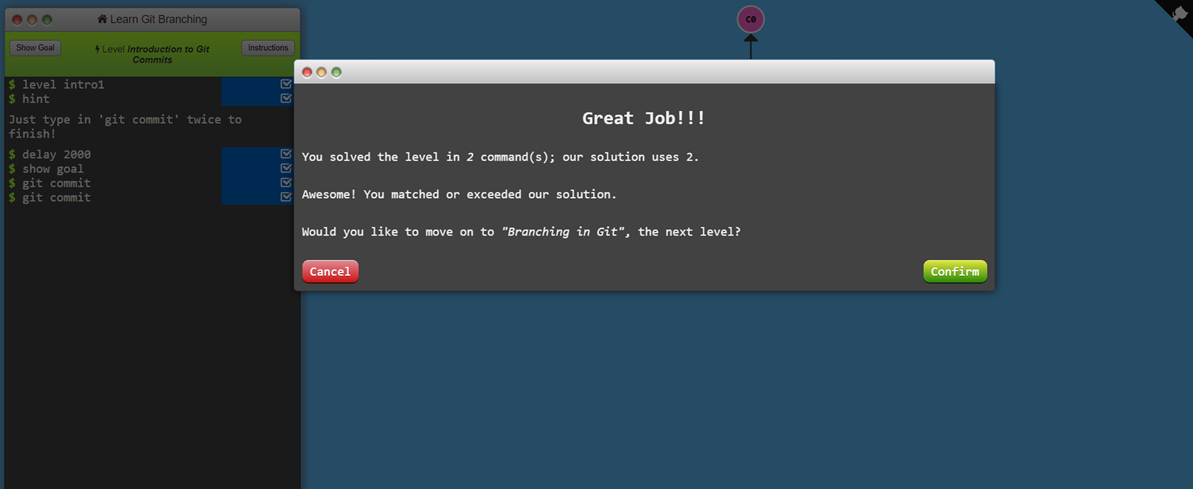 Learn Git Branching
Show Goal
Level Introduction to Git
Commits
Instructions
$ level intro1
$ hint
Just type in 'git commit' twice to
finish!
$ delay 2000
$ show goal
$ git commit
$ git commit
C0
Great Job!!!
You solved the level in 2 command(s); our solution uses 2.
Awesome! You matched or exceeded our solution.
Would you like to move on to "Branching in Git", the next level?
Cancel
Confirm